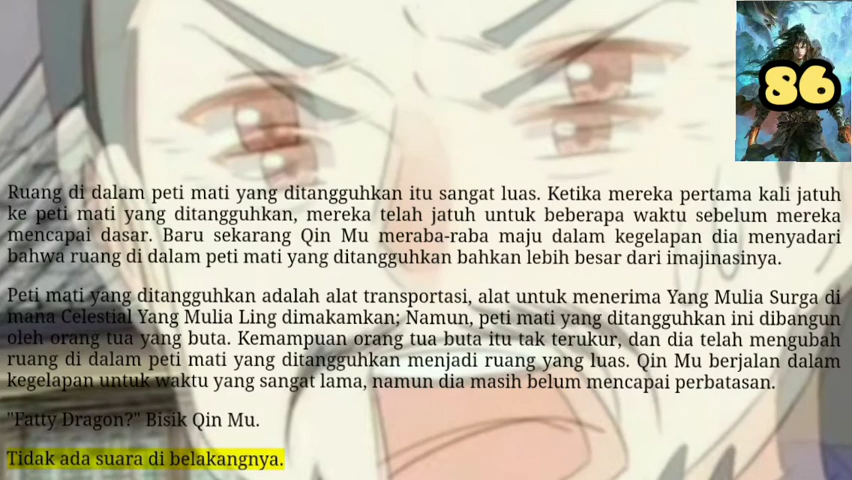 86
Ruang di dalam peti mati yang ditangguhkan itu sangat luas. Ketika mereka pertama kali jatuh
ke peti mati yang ditangguhkan, mereka telah jatuh untuk beberapa waktu sebelum mereka
mencapai dasar. Baru sekarang Qin Mu meraba-raba maju dalam kegelapan dia menyadari
bahwa ruang di dalam peti mati yang ditangguhkan bahkan lebih besar dari imajinasinya.
Peti mati yang ditangguhkan adalah alat transportasi, alat untuk menerima Yang Mulia Surga di
mana Celestial Yang Mulia Ling dimakamkan; Namun, peti mati yang ditangguhkan ini dibangun
oleh orang tua yang buta. Kemampuan orang tua buta itu tak terukur, dan dia telah mengubah
ruang di dalam peti mati yang ditangguhkan menjadi ruang yang luas. Qin Mu berjalan dalam
kegelapan untuk waktu yang sangat lama, namun dia masih belum mencapai perbatasan.
"Fatty Dragon?" Bisik Qin Mu.
Tidak ada suara di belakangnya.